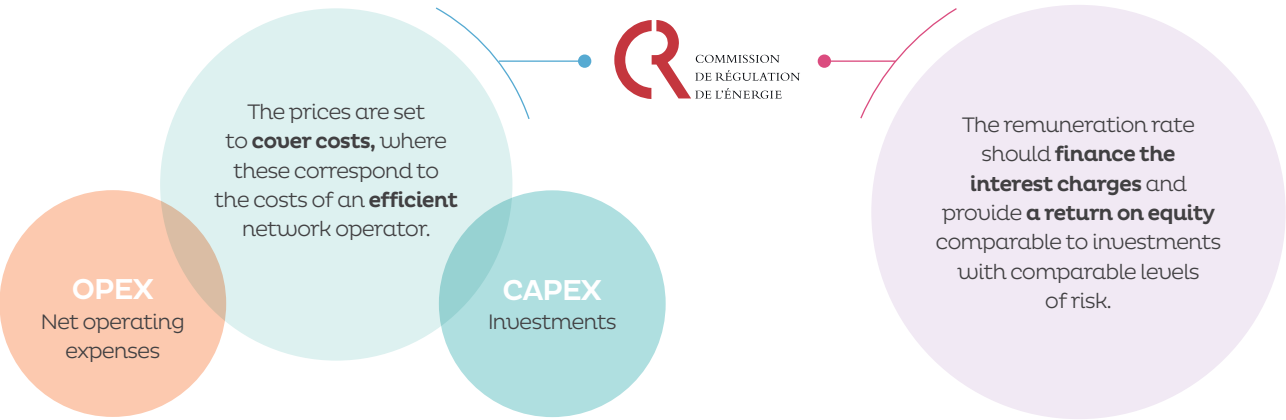 COMMISSION
DE RÉGULATION
DE L'ÉNERGIE
The prices are set
to cover costs, where
these correspond to
the costs of an efficient
network operator.
OPEX
Net operating
expenses
CAPEX
Investments
The remuneration rate
should finance the
interest charges and
provide a return on equity
comparable to investments
with comparable levels
of risk.